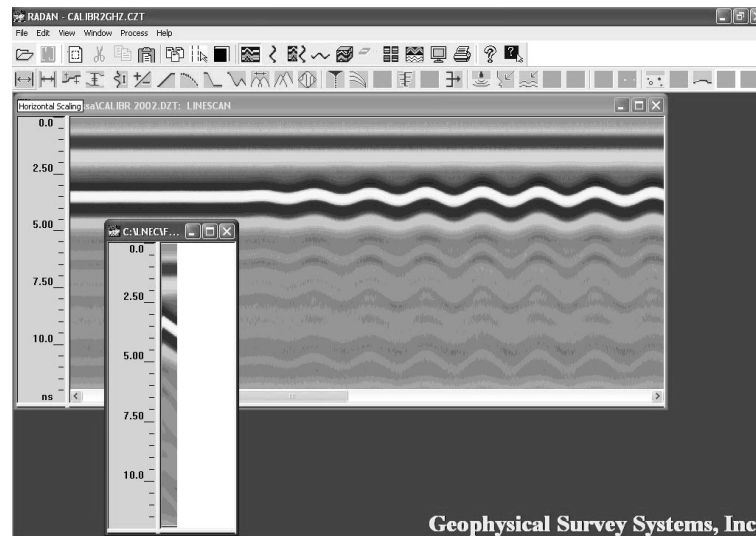 RADAN - CALIBR2GHZ.CZT
File Edit View Window Process Help
Horizontal Scaling
sa\CALIBR 2002.DZT: LINESCAN
0.0
2.50
5.00
7.50
10.0
ns
C:\LNEC\F...
0.0
2.50
5.00
7.50
10.0
Geophysical Survey Systems, Inc